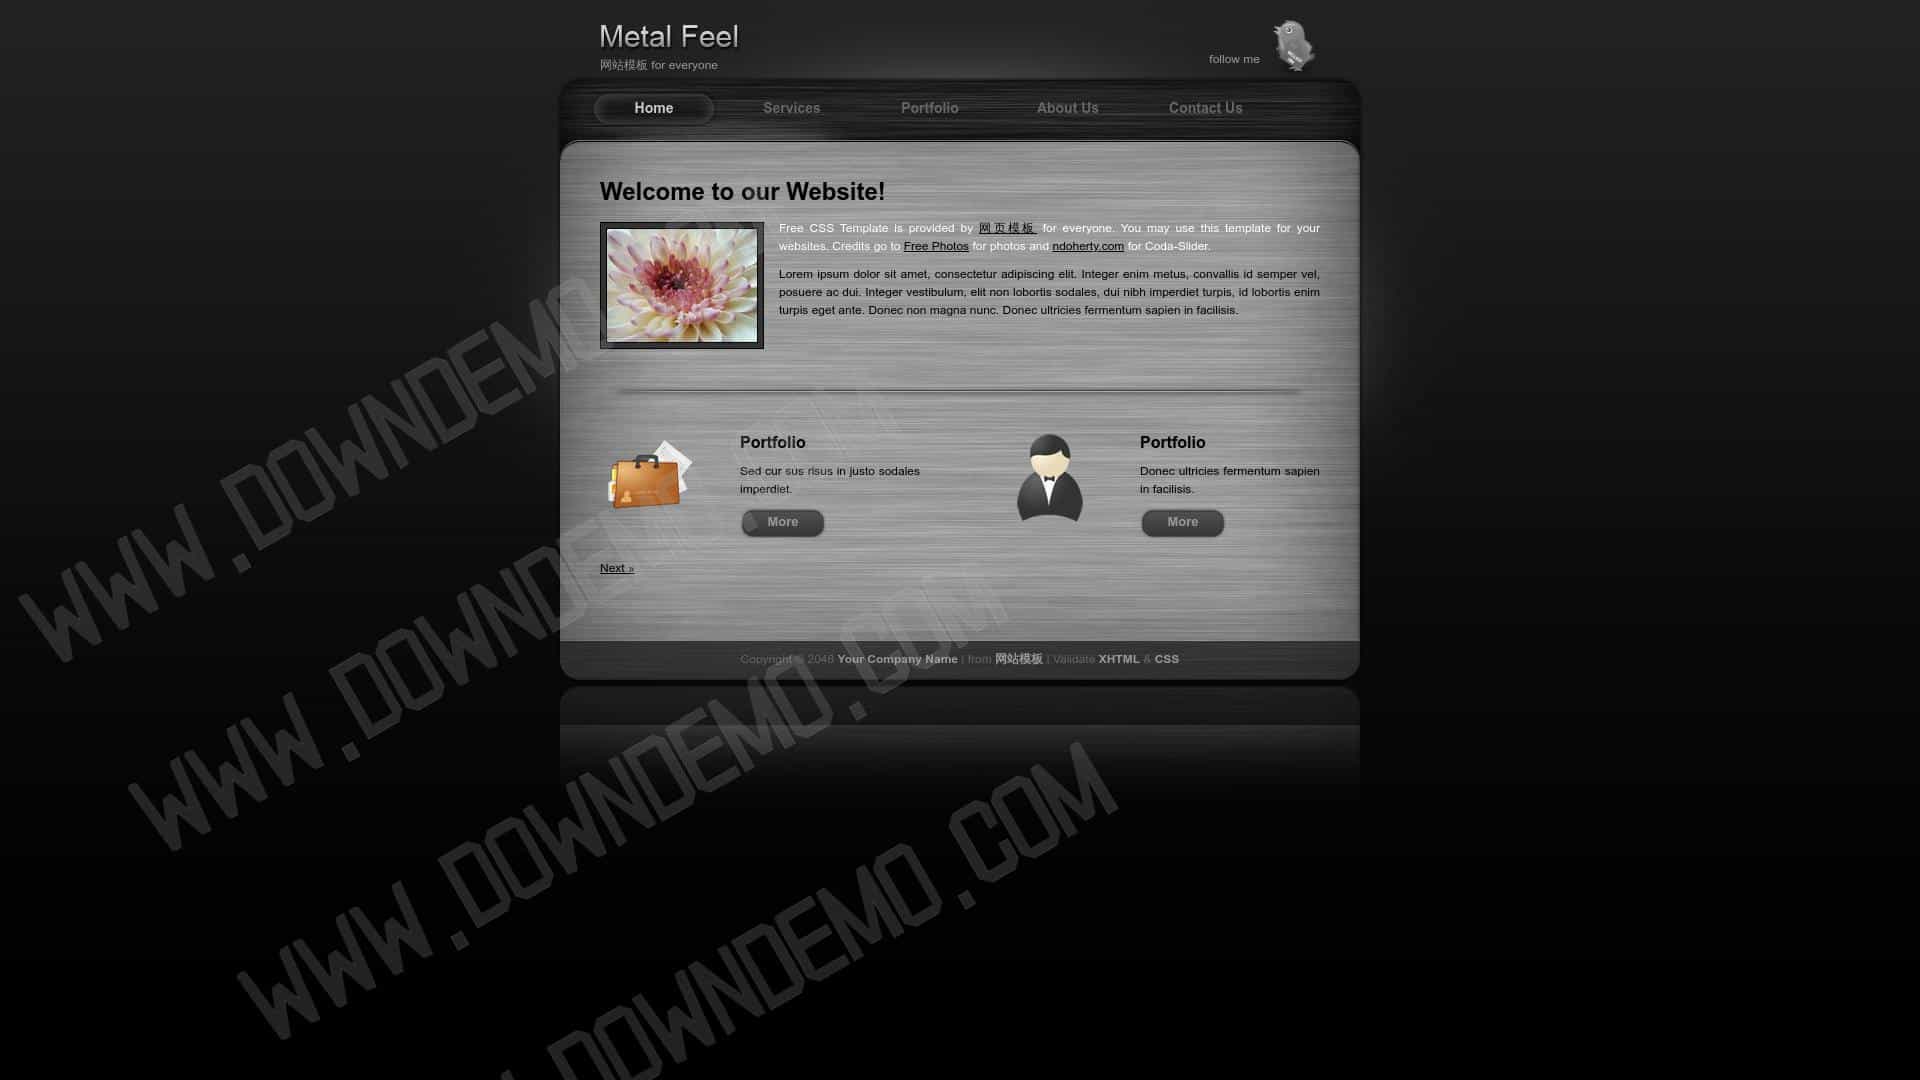 Metal Feel
网站模板 for everyone
follow me
Home
Services
Portfolio
About Us
Contact Us
Welcome to our Website!
Free CSS Template is provided by 网页模板 for everyone. You may use this template for your
websites. Credits go to Free Photos for photos and ndoherty.com for Coda-Slider.
Lorem ipsum dolor sit amet, consectetur adipiscing elit. Integer enim metus, convallis id semper vel,
posuere ac dui. Integer vestibulum, elit non lobortis sodales, dui nibh imperdiet turpis, id lobortis enim
turpis eget ante. Donec non magna nunc. Donec ultricies fermentum sapien in facilisis.
Portfolio
Sed cur sus risus in justo sodales
imperdiet.
More
Portfolio
Donec ultricies fermentum sapien
in facilisis.
More
Next »
Copyright © 2048 Your Company Name | from 网站模板 | Validate XHTML & CSS
WWW.DOWNDEMO.COM
WWW.DOWNDEMO.COM
WWW.DOWNDEMO.COM
.DOWNDEMO.COM